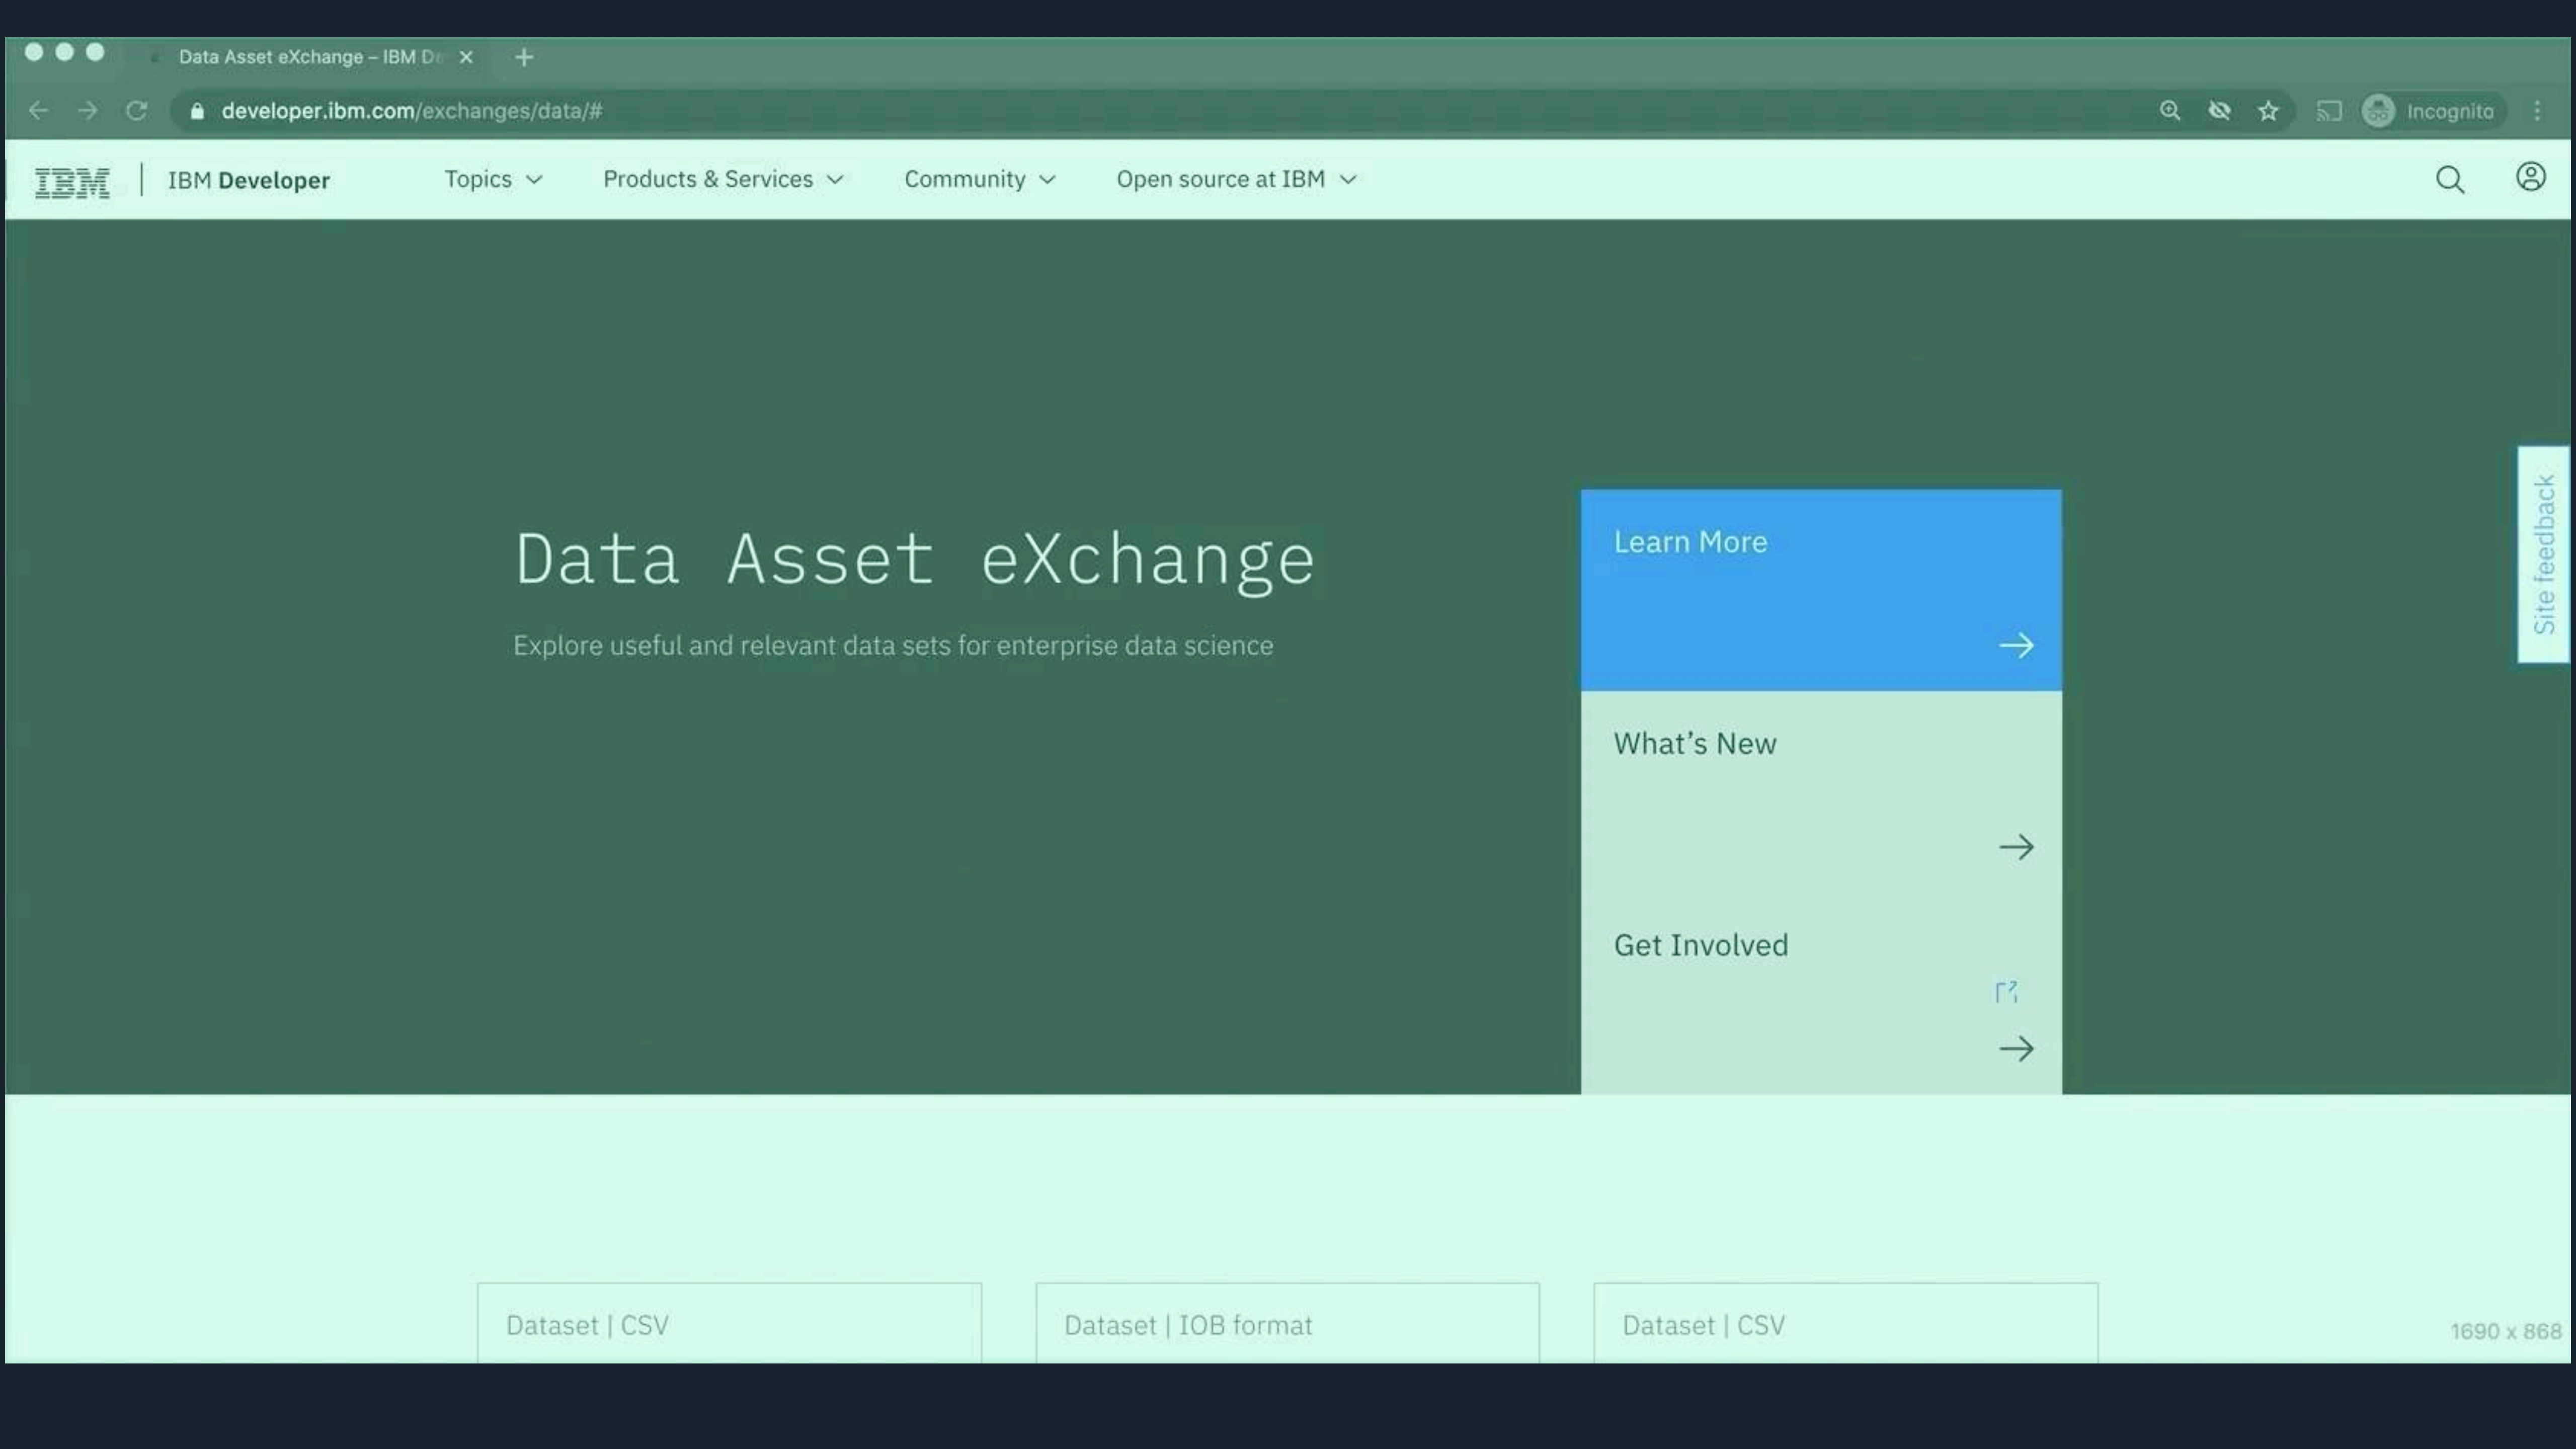 Data Asset eXchange – IBM De
developer.ibm.com/exchanges/data/#
Incognito
IBM
IBM Developer
Topics
Products & Services
Community
Open source at IBM
Data Asset eXchange
Explore useful and relevant data sets for enterprise data science
Learn More
What's New
Get Involved
Site feedback
Dataset | CSV
Dataset | IOB format
Dataset | CSV
1690 x 868